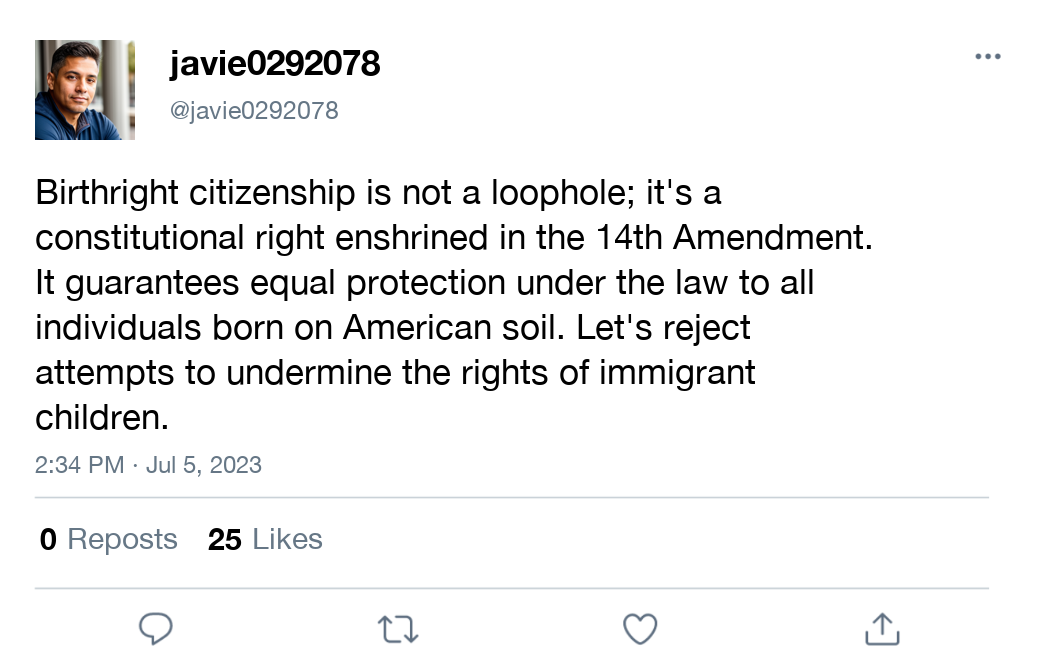 javie0292078
@javie0292078
Birthright citizenship is not a loophole; it's a
constitutional right enshrined in the 14th Amendment.
It guarantees equal protection under the law to all
individuals born on American soil. Let's reject
attempts to undermine the rights of immigrant
children.
2:34 PM · Jul 5, 2023
0 Reposts 25 Likes